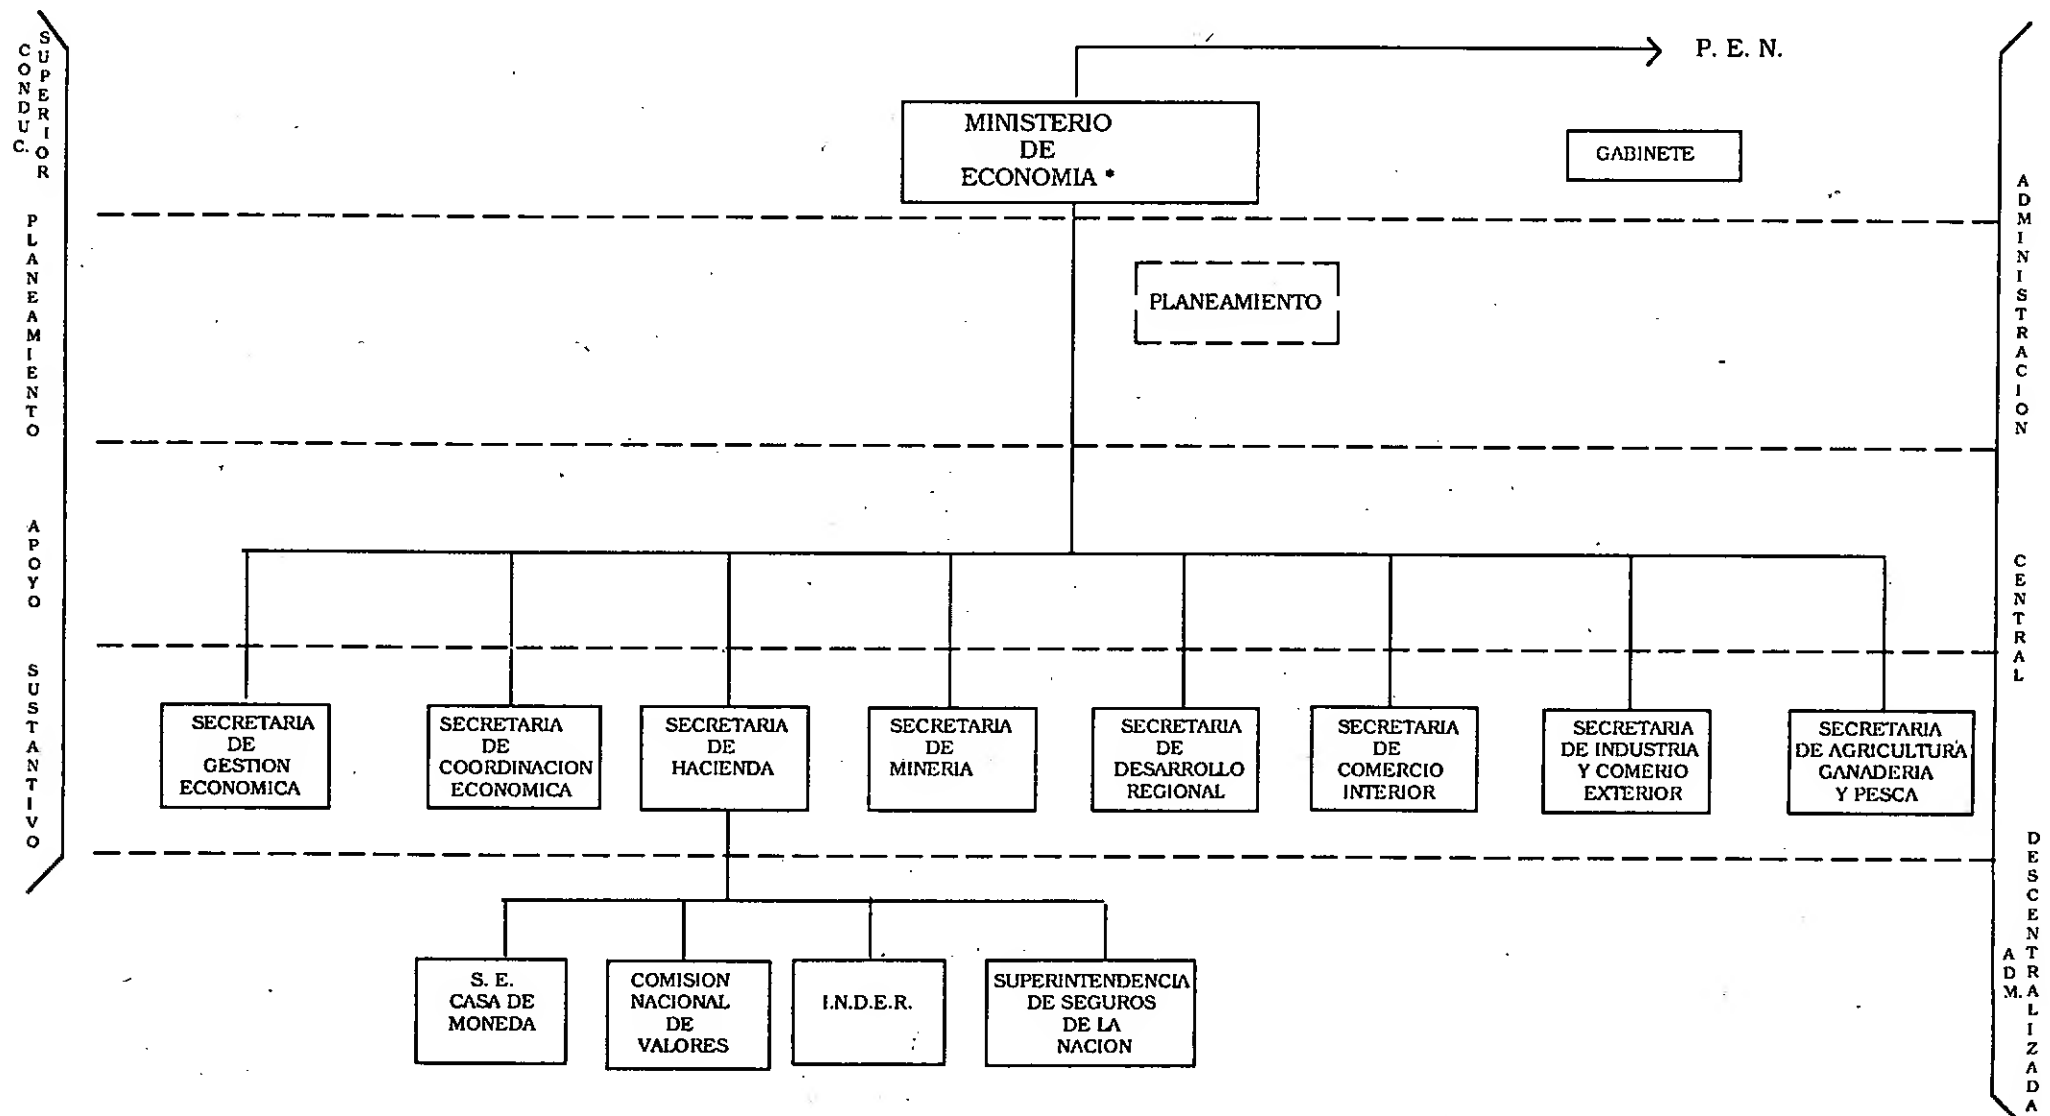 P. E. N.
SUPERIOR
CONDUC.
MINISTERIO
DE
ECONOMIA *
GABINETE
PLANEAMIENTO
PLANEAMIENTO
ADMINISTRACION
APOYO
CENTRAL
SUSTANTIVO
SECRETARIA
DE
GESTION
ECONOMICA
SECRETARIA
DE
COORDINACION
ECONOMICA
SECRETARIA
DE
HACIENDA
SECRETARIA
DE
MINERIA
SECRETARIA
DE
DESARROLLO
REGIONAL
SECRETARIA
DE
COMERCIO
INTERIOR
SECRETARIA
DE INDUSTRIA
Y COMERIO
EXTERIOR
SECRETARIA
DE AGRICULTURA
GANADERIA
Y PESCA
S. E.
CASA DE
MONEDA
COMISION
NACIONAL
DE
VALORES
I.N.D.E.R.
SUPERINTENDENCIA
DE SEGUROS
DE LA
NACION
ADM.
DESCENTRALIZADA